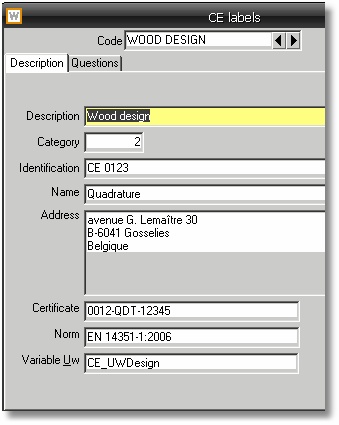 W CE labels
Code WOOD DESIGN
Description Questions
Description Wood design
Category 2
Identification CE 0123
Name Quadrature
Address avenue G. Lemaître 30
B-6041 Gosselies
Belgique
Certificate 0012-QDT-12345
Norm EN 14351-1:2006
Variable Uw CE_UWDesign